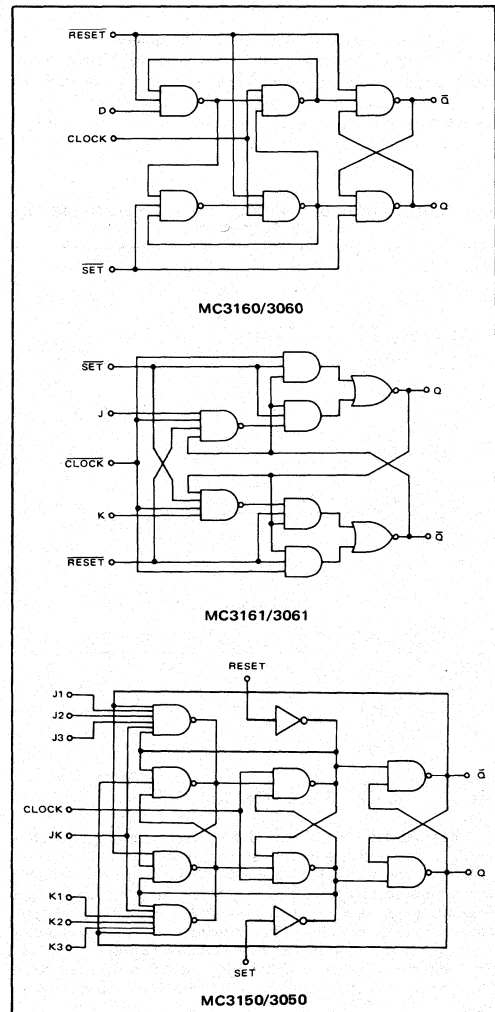 RESET
D
CLOCK
SET
Q̅
Q
MC3160/3060
SET
J
CLOCK
K
RESET
Q
Q̅
MC3161/3061
RESET
J1
J2
J3
CLOCK
JK
K1
K2
K3
SET
Q̅
Q
MC3150/3050